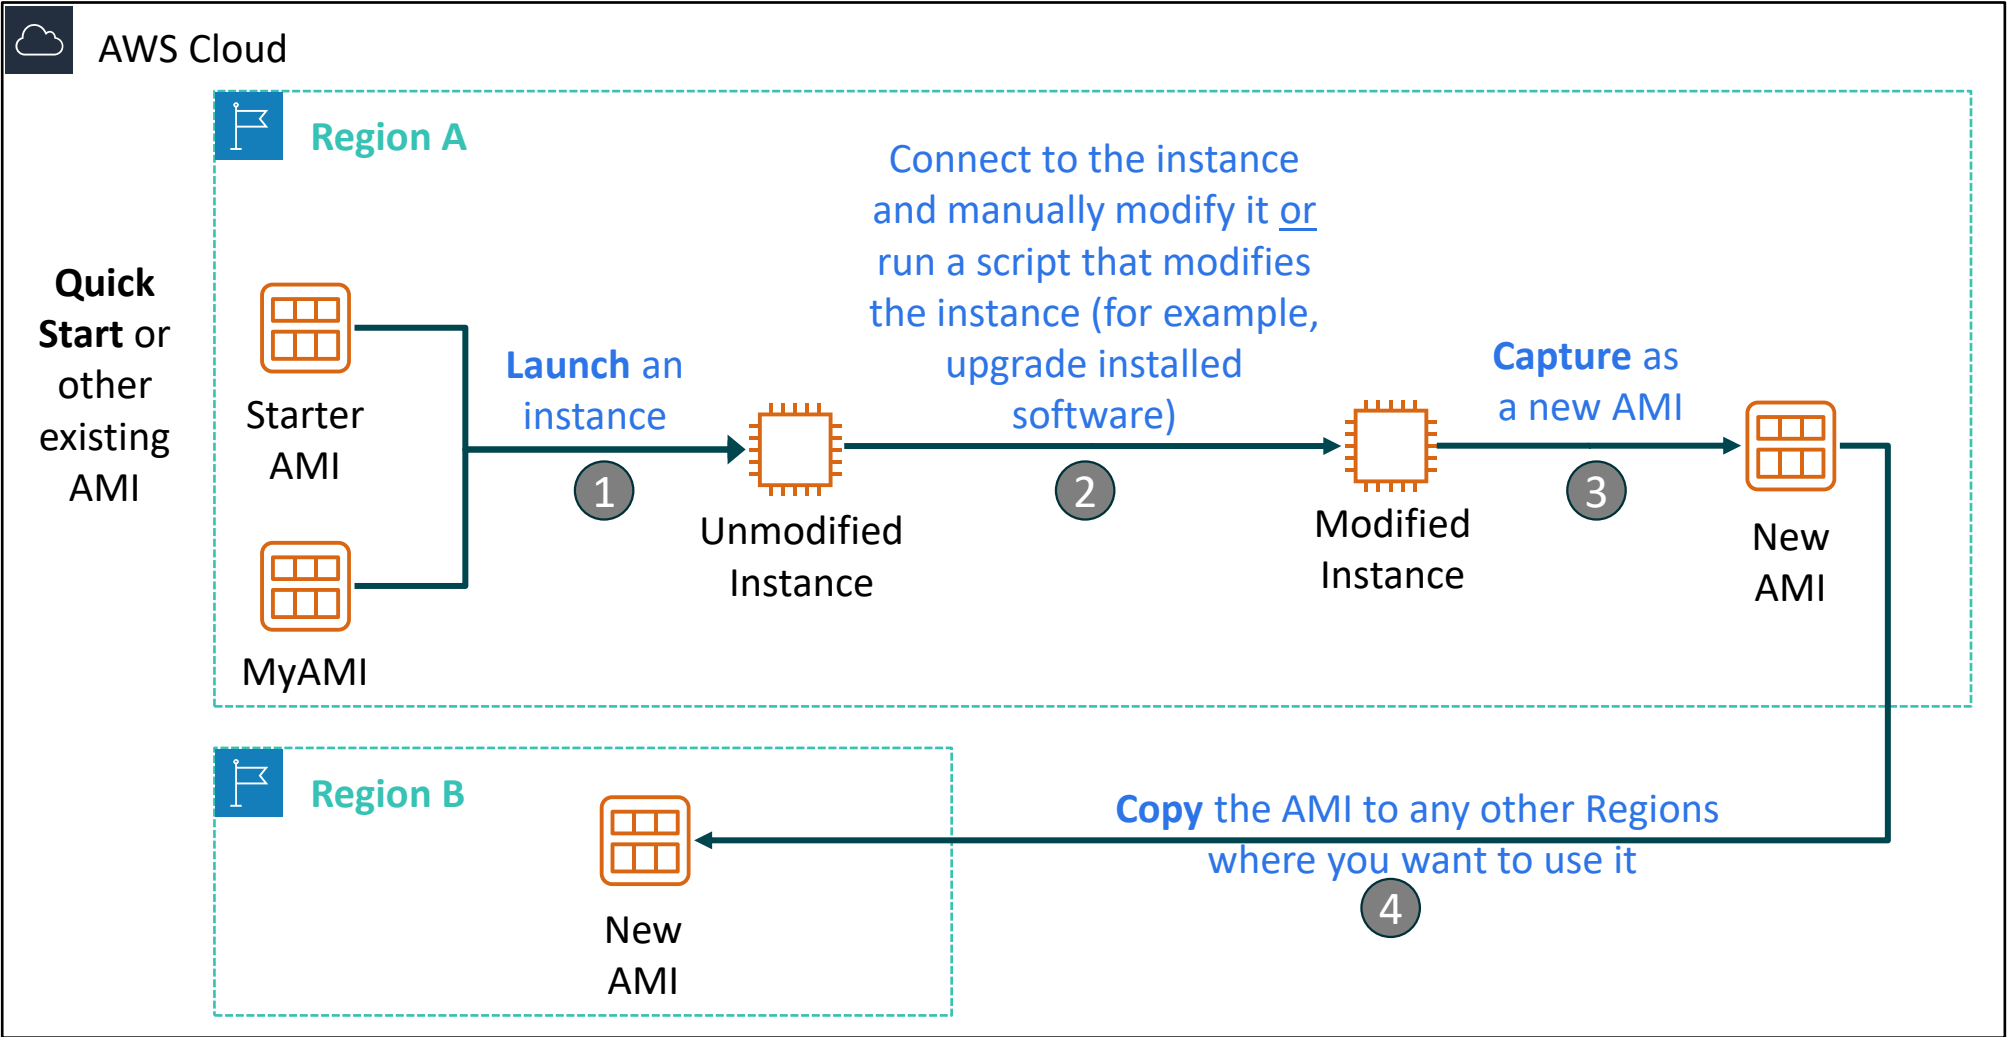 AWS Cloud
Region A
Quick
Start or
other
existing
AMI
Starter
AMI
MyAMI
Launch an
instance
1
Unmodified
Instance
Connect to the instance
and manually modify it or
run a script that modifies
the instance (for example,
upgrade installed
software)
2
Modified
Instance
Capture as
a new AMI
3
New
AMI
Region B
New
AMI
Copy the AMI to any other Regions
where you want to use it
4